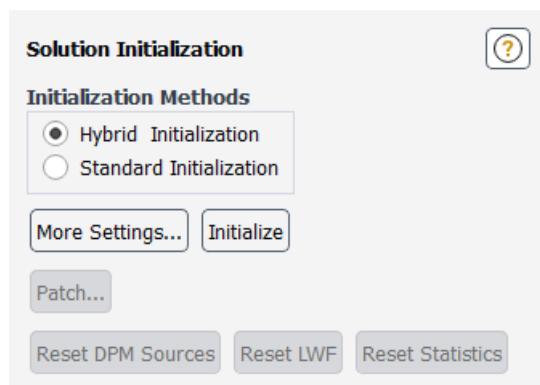 Solution Initialization
?
Initialization Methods
Hybrid Initialization
Standard Initialization
More Settings... Initialize
Patch...
Reset DPM Sources Reset LWF Reset Statistics